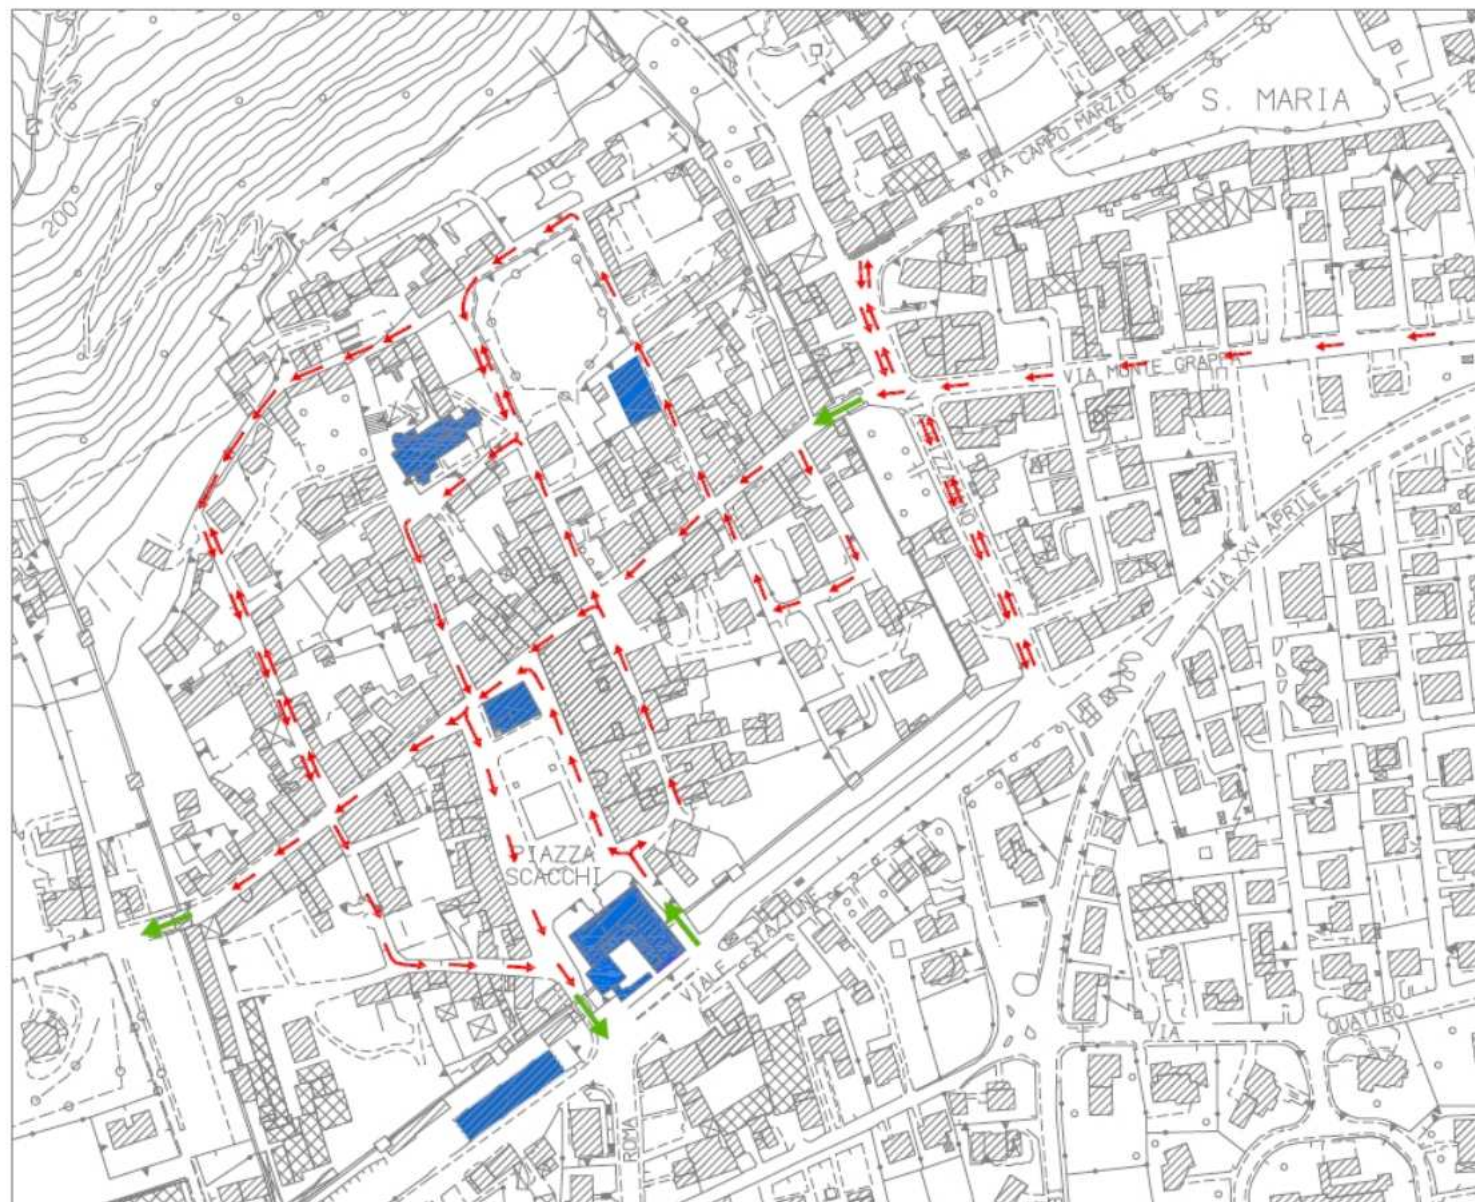 S. MARIA
VIA CAMPO MARZIO
200
VIA MONTE GRAPPA
VIA XXV APRILE
PIAZZA
SCACCHI
VIALE STAZIONE
VIA
QUATTRO
ROMA